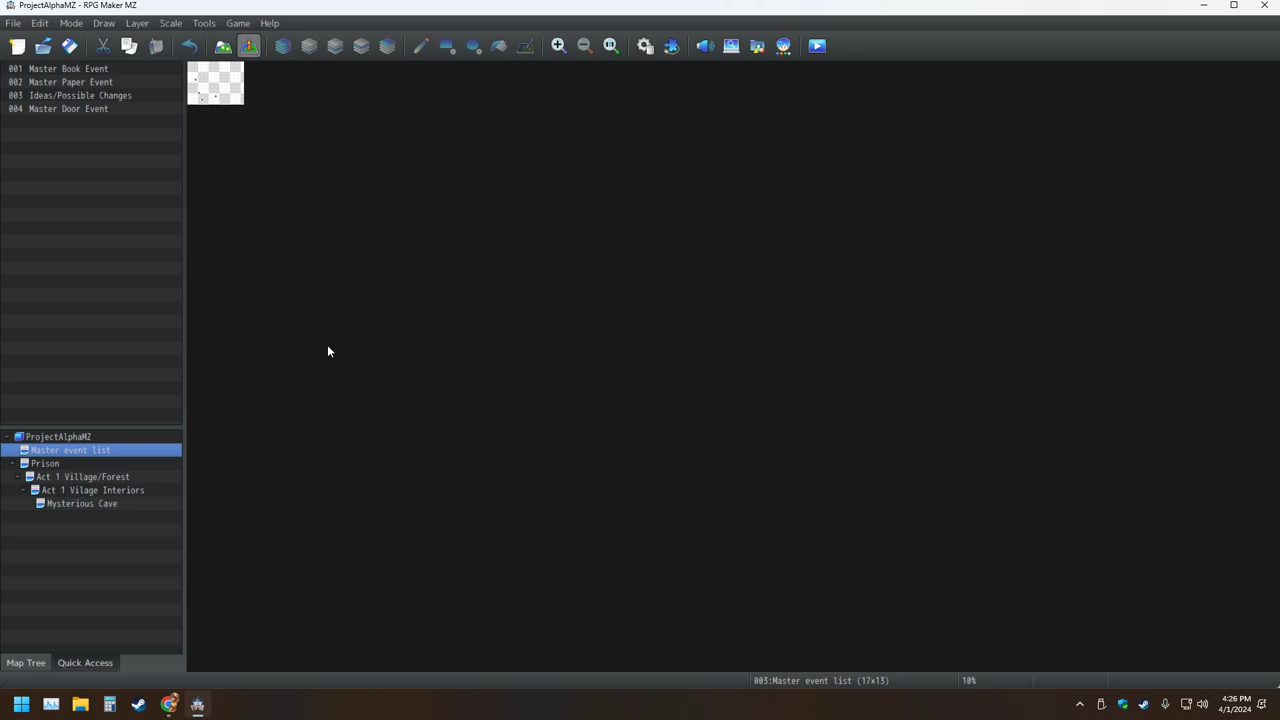 ProjectAlphaMZ - RPG Maker MZ
File Edit Mode Draw Layer Scale Tools Game Help
001 Master Book Event
002 Master Paper Event
003 Ideas/Possible Changes
004 Master Door Event
ProjectAlphaMZ
Master event list
Prison
Act 1 Village/Forest
Act 1 Vilage Interiors
Mysterious Cave
Map Tree Quick Access
003:Master event list (17x13) 10%
4:26 PM
4/1/2024